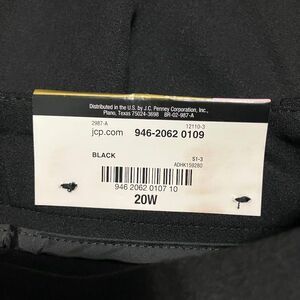 Distributed in the U.S. by J.C. Penney Corporation, Inc.,
Plano, Texas 75024-3698 BR-02-987-A
2987-A 12110-3
jcp.com 946-2062 0109
BLACK S1-3
ADHK159280
946 2062 0107 10
20W